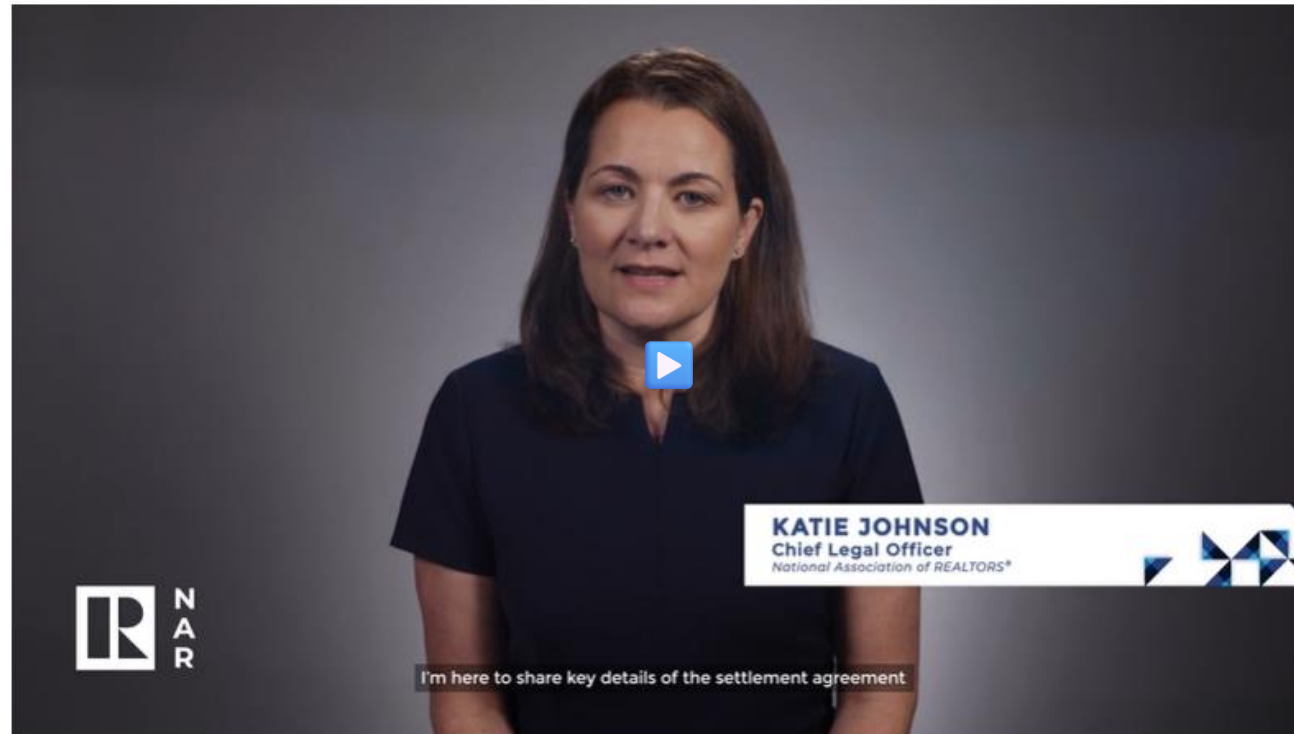 KATIE JOHNSON
Chief Legal Officer
National Association of REALTORS®
R
N
A
R
I'm here to share key details of the settlement agreement